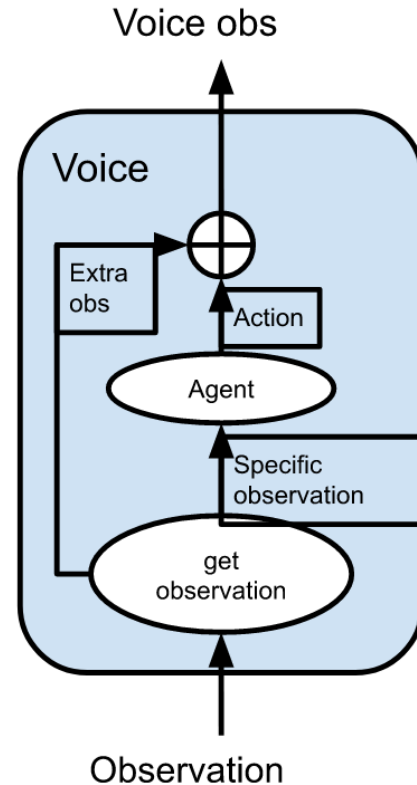 Voice obs
Voice
Extra
obs
Action
Agent
Specific
observation
get
observation
Observation